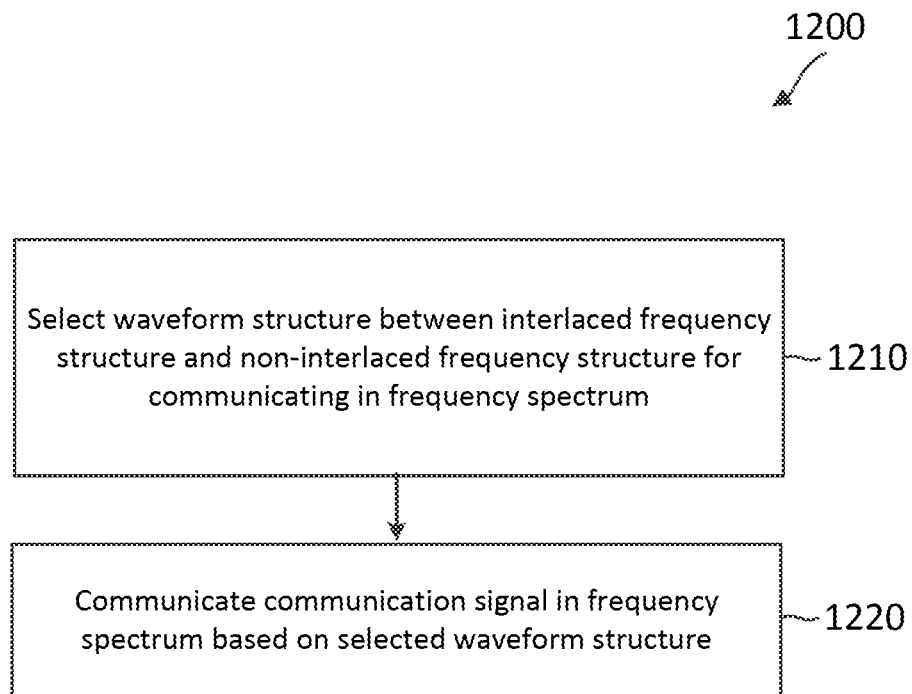 1200
Select waveform structure between interlaced frequency
structure and non-interlaced frequency structure for
communicating in frequency spectrum
1210
Communicate communication signal in frequency
spectrum based on selected waveform structure
1220